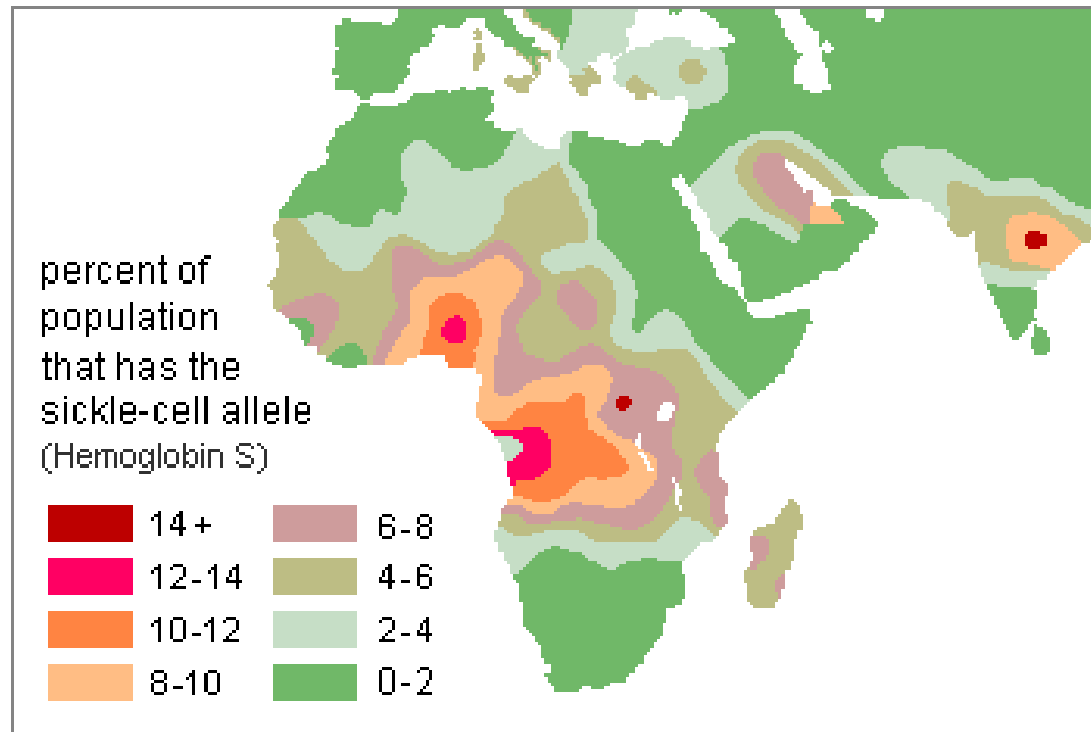 percent of
population
that has the
sickle-cell allele
(Hemoglobin S)
14+ 6-8
12-14 4-6
10-12 2-4
8-10 0-2